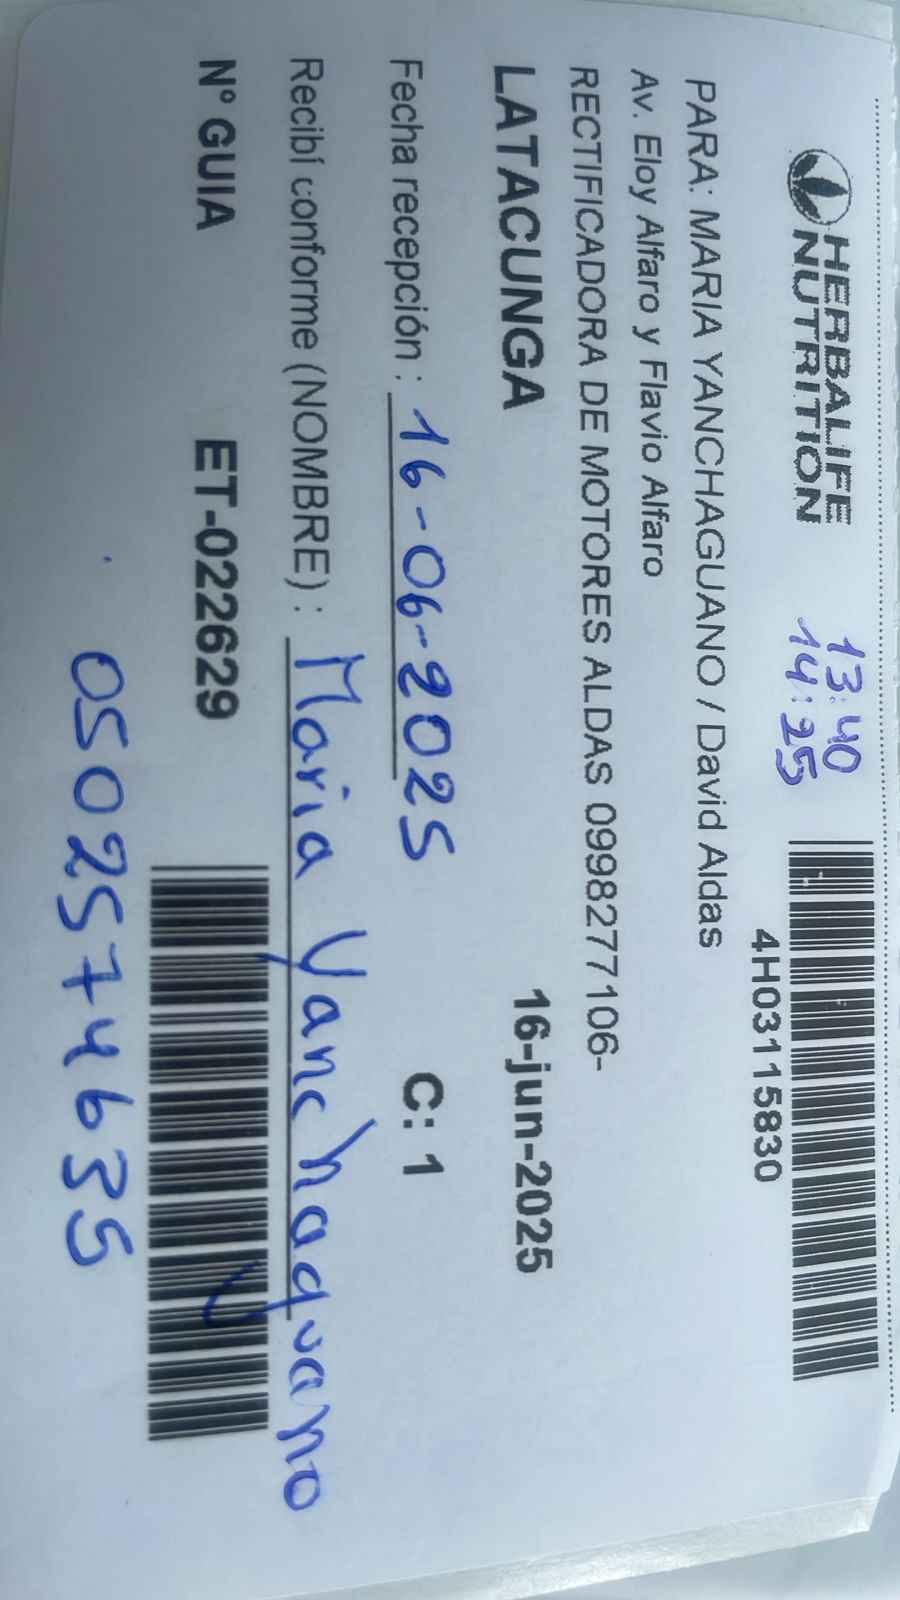 HERBALIFE
NUTRITION
13:40
14:25
4H03115830
PARA: MARIA YANCHAGUANO / David Aldas
Av. Eloy Alfaro y Flavio Alfaro
RECTIFICADORA DE MOTORES ALDAS 0998277106-
LATACUNGA 16-jun-2025
Fecha recepción : 16-06-2025 C: 1
Recibí conforme (NOMBRE) : Maria Yanchaguano
N° GUIA ET-022629
0502574635